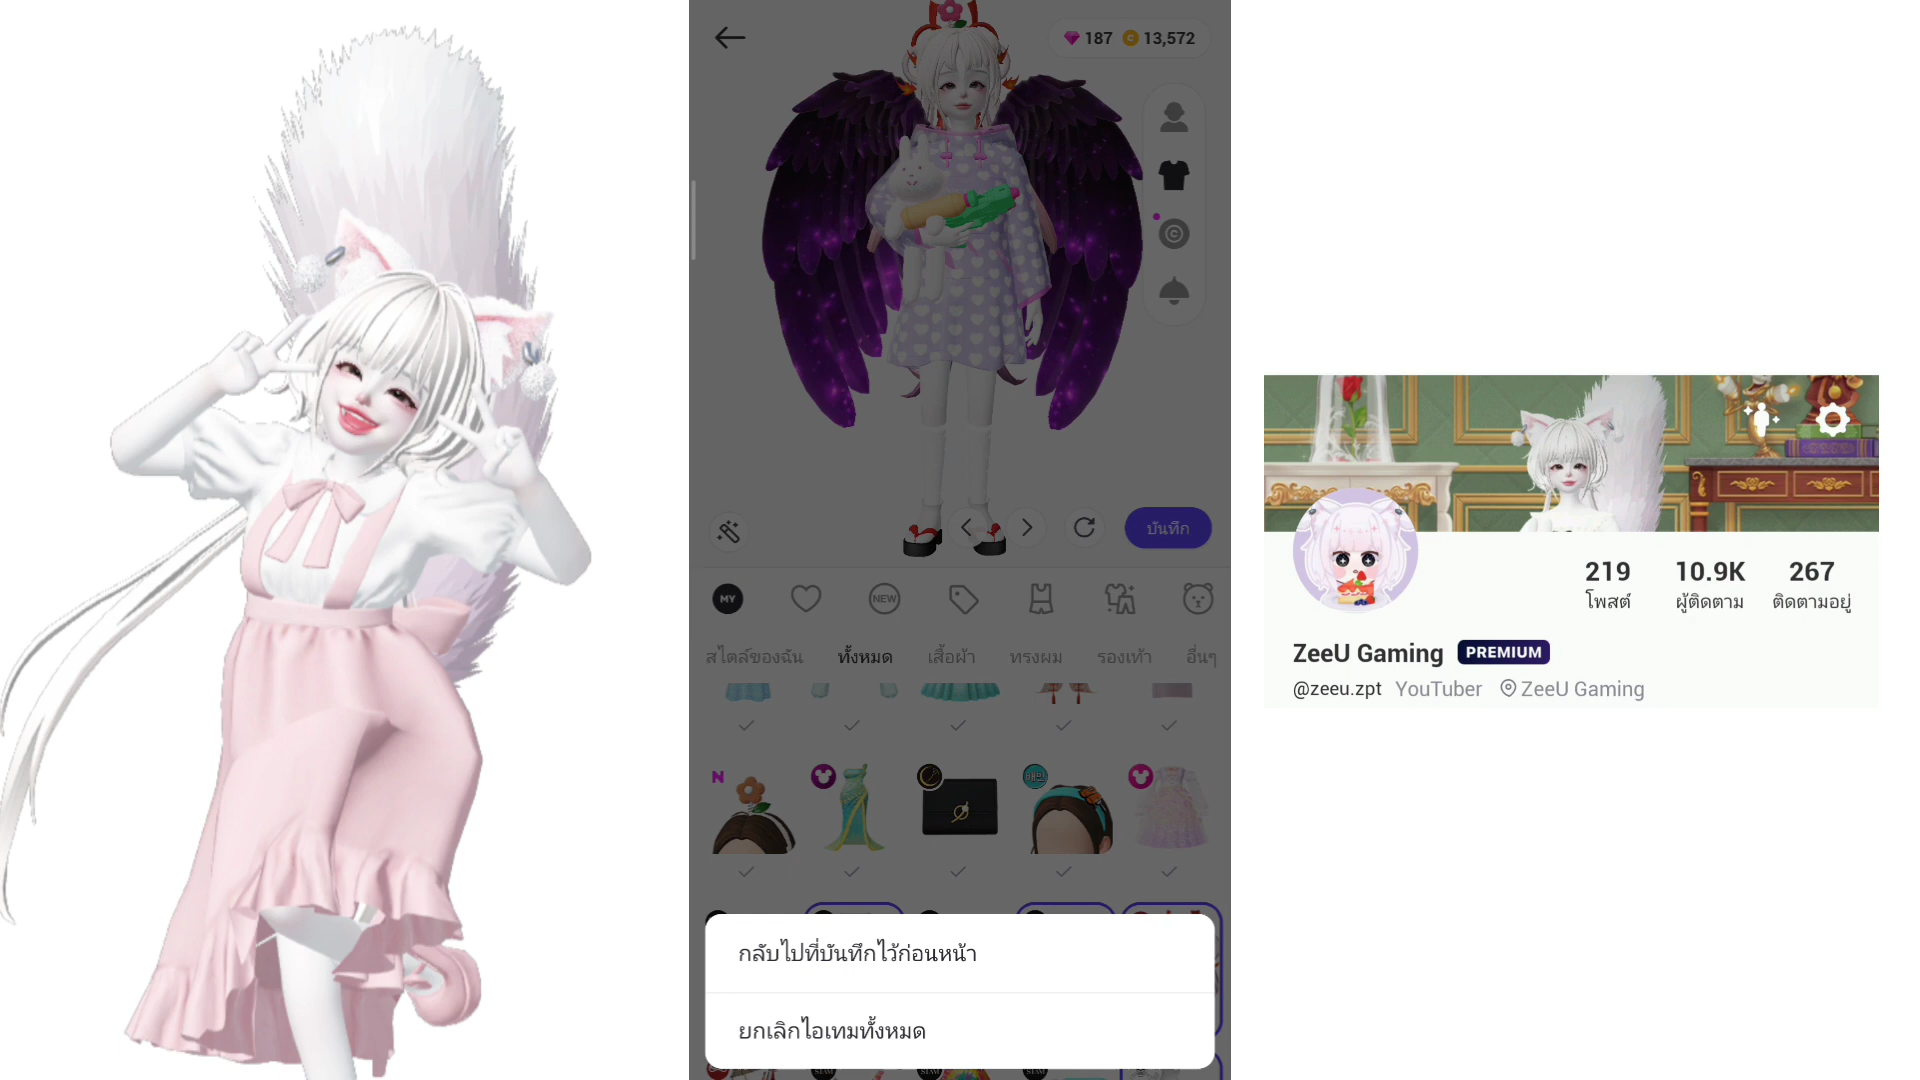 187 13,572
บันทึก
MY NEW
สไตล์ของฉัน ทั้งหมด เสื้อผ้า ทรงผม รองเท้า อื่นๆ
N
กลับไปที่บันทึกไว้ก่อนหน้า
ยกเลิกไอเทมทั้งหมด
219 10.9K 267
โพสต์ ผู้ติดตาม ติดตามอยู่
ZeeU Gaming PREMIUM
@zeeu.zpt YouTuber ZeeU Gaming